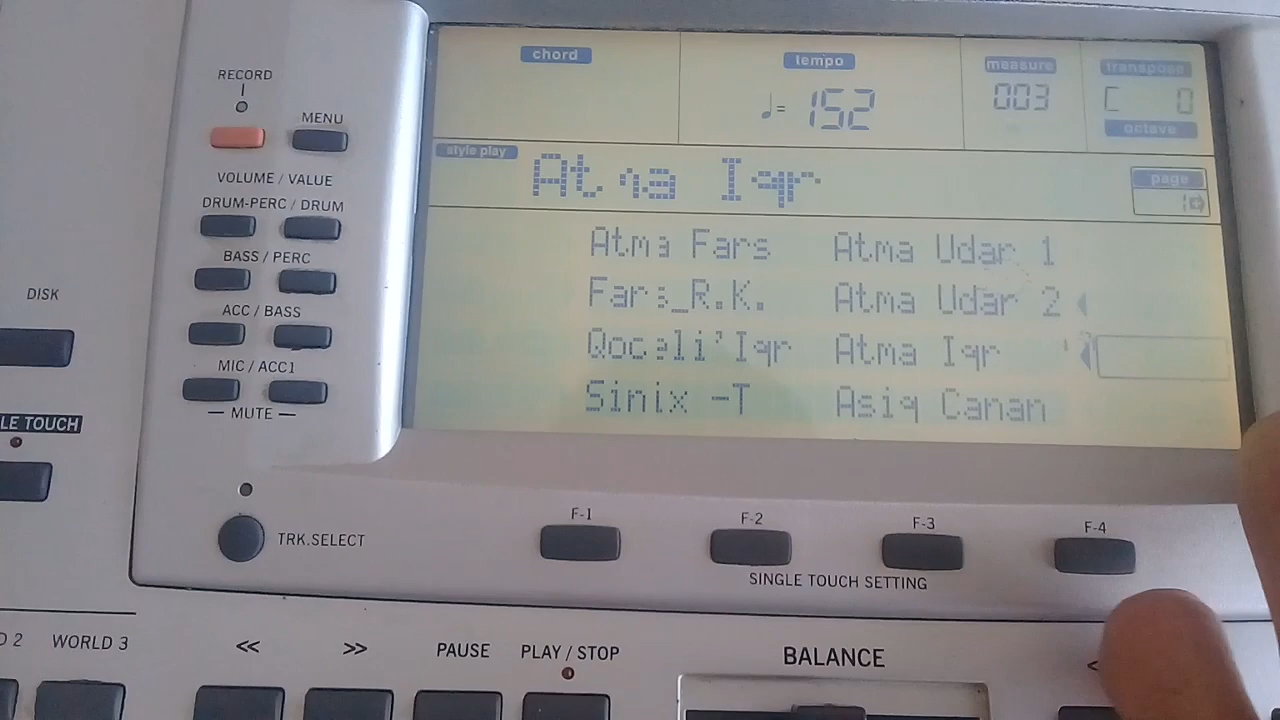 chord
tempo
measure
transpose
♩= 152
003
C 0
octave
style play
Atma Iqr
page
Atma Fars Atma Udar 1
Fars_R.K. Atma Udar 2
Qocali'Iqr Atma Iqr
Sinix -T Asiq Canan
RECORD
MENU
VOLUME / VALUE
DRUM-PERC / DRUM
BASS / PERC
ACC / BASS
MIC / ACC1
— MUTE —
DISK
LE TOUCH
TRK.SELECT
F-1 F-2 F-3 F-4
SINGLE TOUCH SETTING
D 2 WORLD 3
<< >> PAUSE PLAY / STOP BALANCE